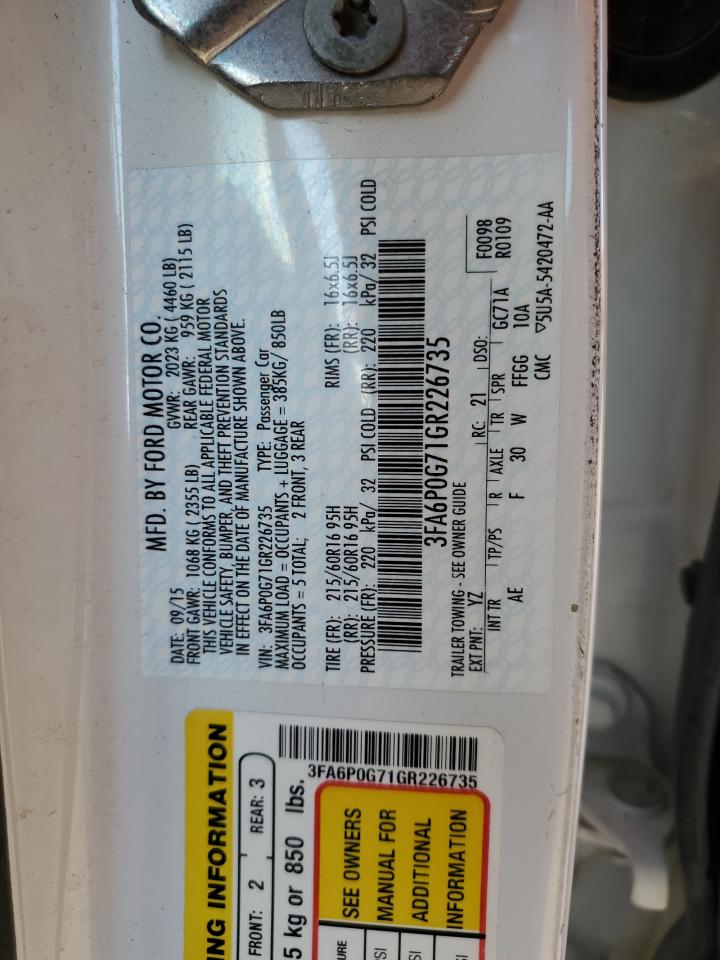 MFD. BY FORD MOTOR CO.
DATE: 09/15 GVWR: 2023 KG ( 4460 LB)
FRONT GAWR: 1068 KG ( 2355 LB) REAR GAWR: 959 KG ( 2115 LB)
THIS VEHICLE CONFORMS TO ALL APPLICABLE FEDERAL MOTOR
VEHICLE SAFETY, BUMPER, AND THEFT PREVENTION STANDARDS
IN EFFECT ON THE DATE OF MANUFACTURE SHOWN ABOVE.
VIN: 3FA6P0G71GR226735 TYPE: Passenger Car
MAXIMUM LOAD = OCCUPANTS + LUGGAGE = 385KG/ 850LB
OCCUPANTS = 5 TOTAL; 2 FRONT, 3 REAR
TIRE (FR): 215/60R16 95H RIMS (FR): 16x6.5J
(RR): 215/60R16 95H (RR): 16x6.5J
PRESSURE (FR): 220 kPa/ 32 PSI COLD (RR): 220 kPa/ 32 PSI COLD
3FA6P0G71GR226735
TRAILER TOWING - SEE OWNER GUIDE F0098
EXT PNT: YZ RC: 21 DSO: R0109
INT TR TP/PS R AXLE TR SPR GC71A
AE F 30 W FFGG 10A
CMC ▽5U5A-5420472-AA
ING INFORMATION
FRONT: 2 REAR: 3
5 kg or 850 lbs.
3FA6P0G71GR226735
SEE OWNERS
MANUAL FOR
ADDITIONAL
INFORMATION